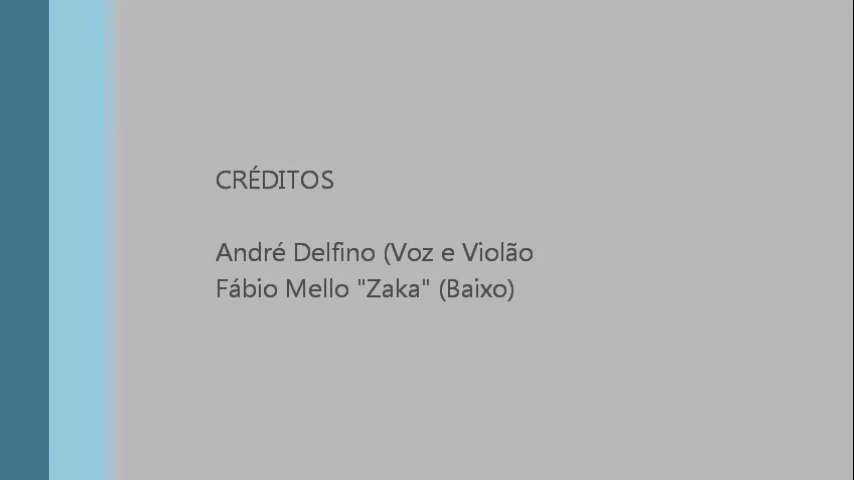 CRÉDITOS
André Delfino (Voz e Violão
Fábio Mello "Zaka" (Baixo)